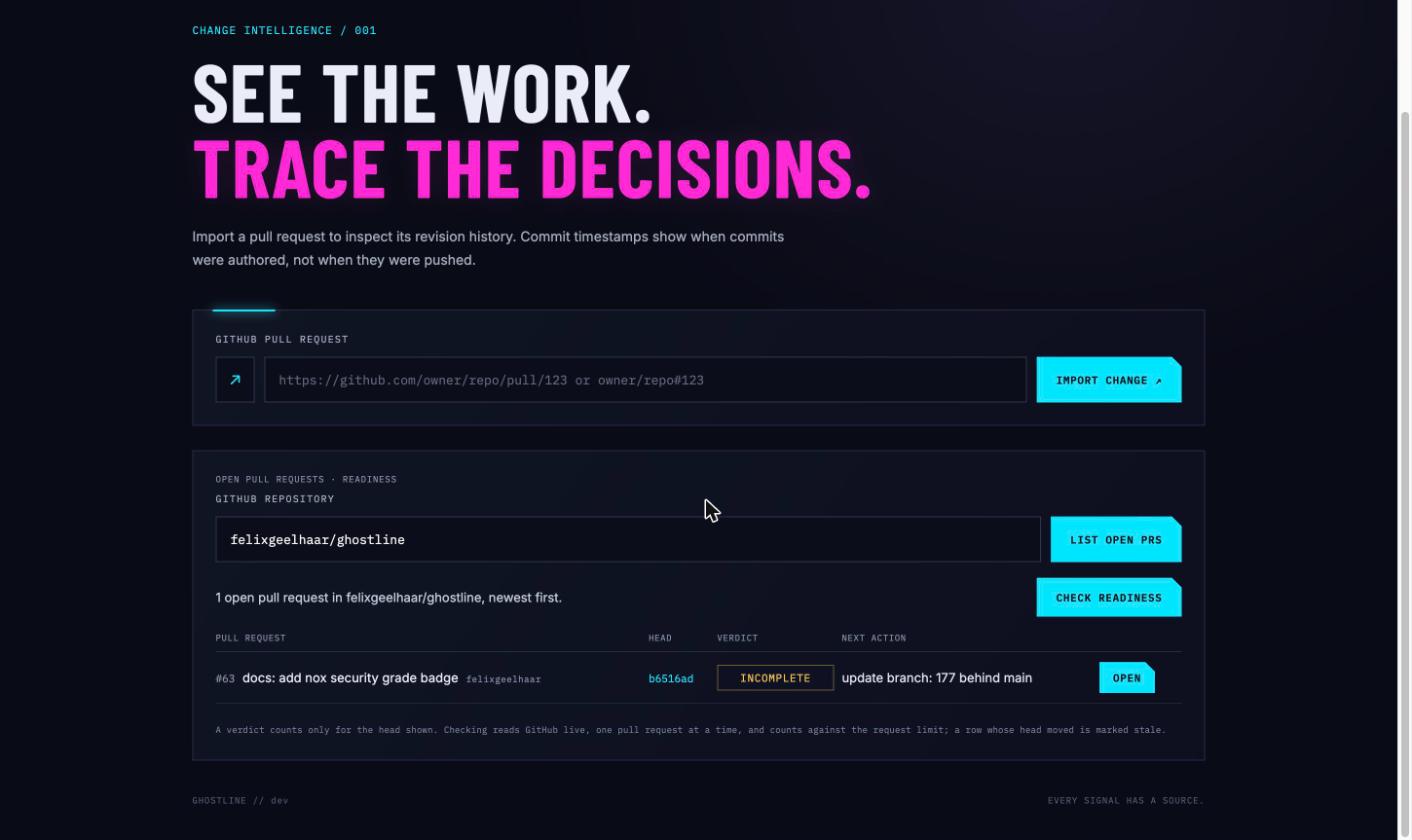 CHANGE INTELLIGENCE / 001
SEE THE WORK.
TRACE THE DECISIONS.
Import a pull request to inspect its revision history. Commit timestamps show when commits
were authored, not when they were pushed.
GITHUB PULL REQUEST
https://github.com/owner/repo/pull/123 or owner/repo#123
IMPORT CHANGE ↗
OPEN PULL REQUESTS · READINESS
GITHUB REPOSITORY
felixgeelhaar/ghostline
LIST OPEN PRS
1 open pull request in felixgeelhaar/ghostline, newest first.
CHECK READINESS
PULL REQUEST HEAD VERDICT NEXT ACTION
#63 docs: add nox security grade badge felixgeelhaar b6516ad INCOMPLETE update branch: 177 behind main OPEN
A verdict counts only for the head shown. Checking reads GitHub live, one pull request at a time, and counts against the request limit; a row whose head moved is marked stale.
GHOSTLINE // dev
EVERY SIGNAL HAS A SOURCE.